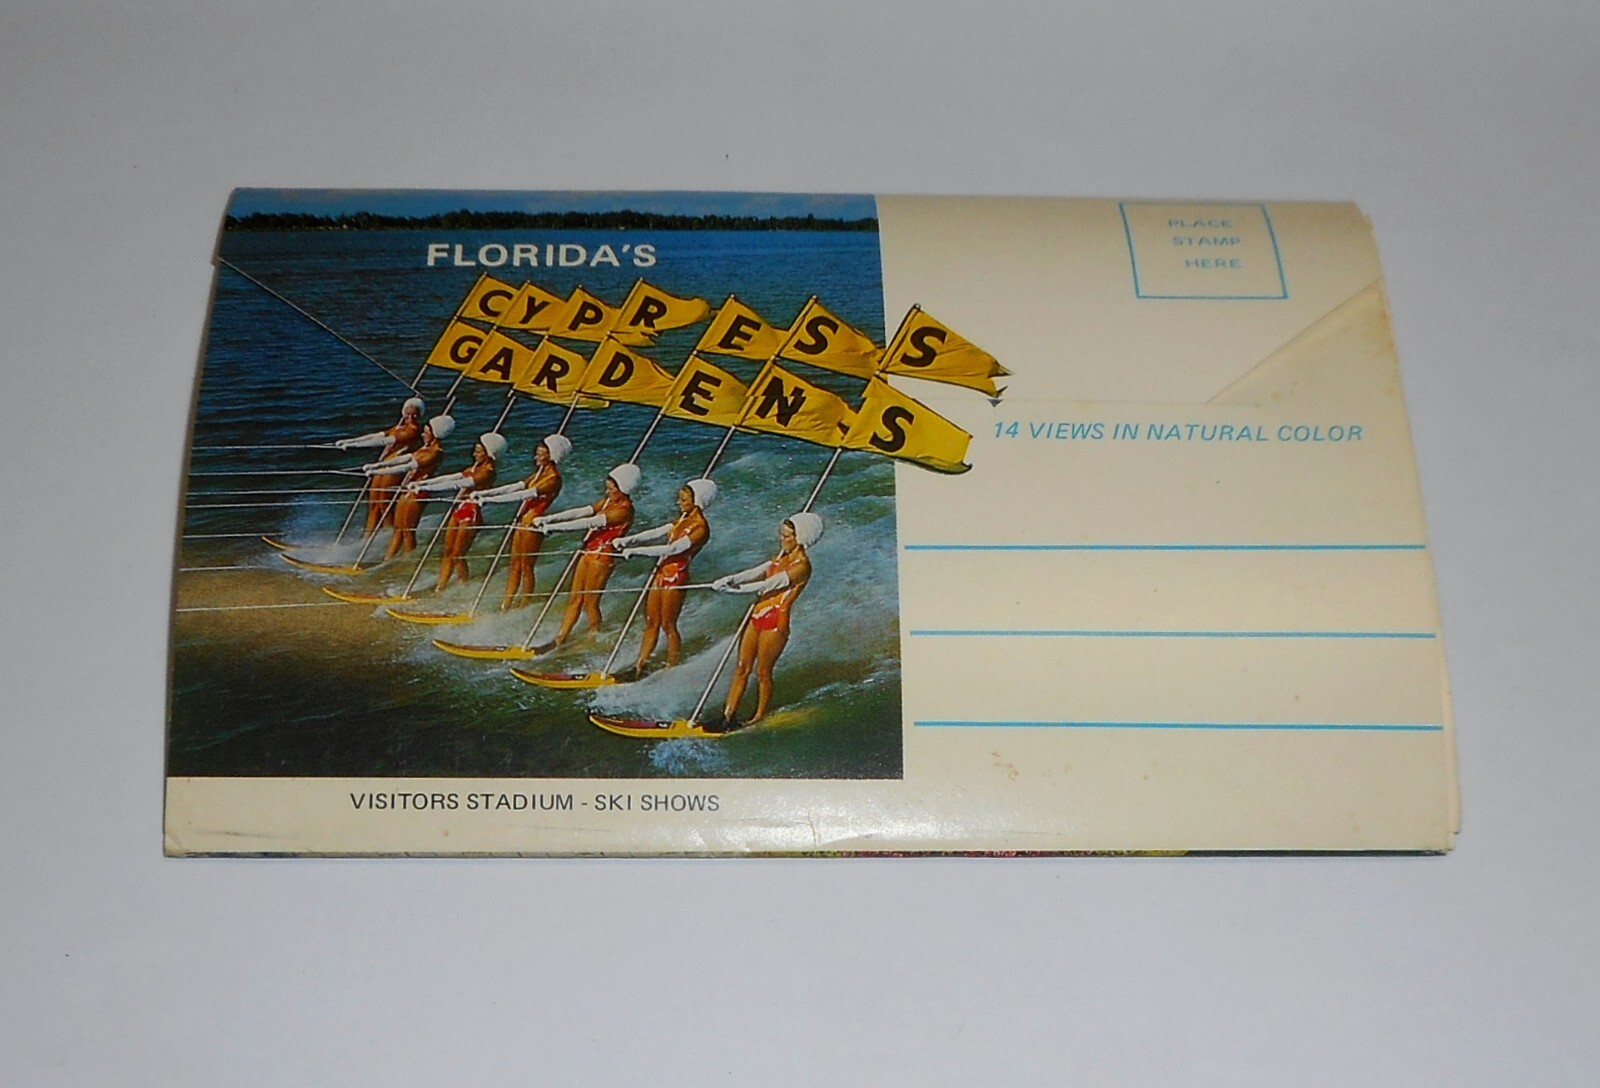 FLORIDA'S
CYPRESS
GARDENS
PLACE
STAMP
HERE
14 VIEWS IN NATURAL COLOR
VISITORS STADIUM - SKI SHOWS